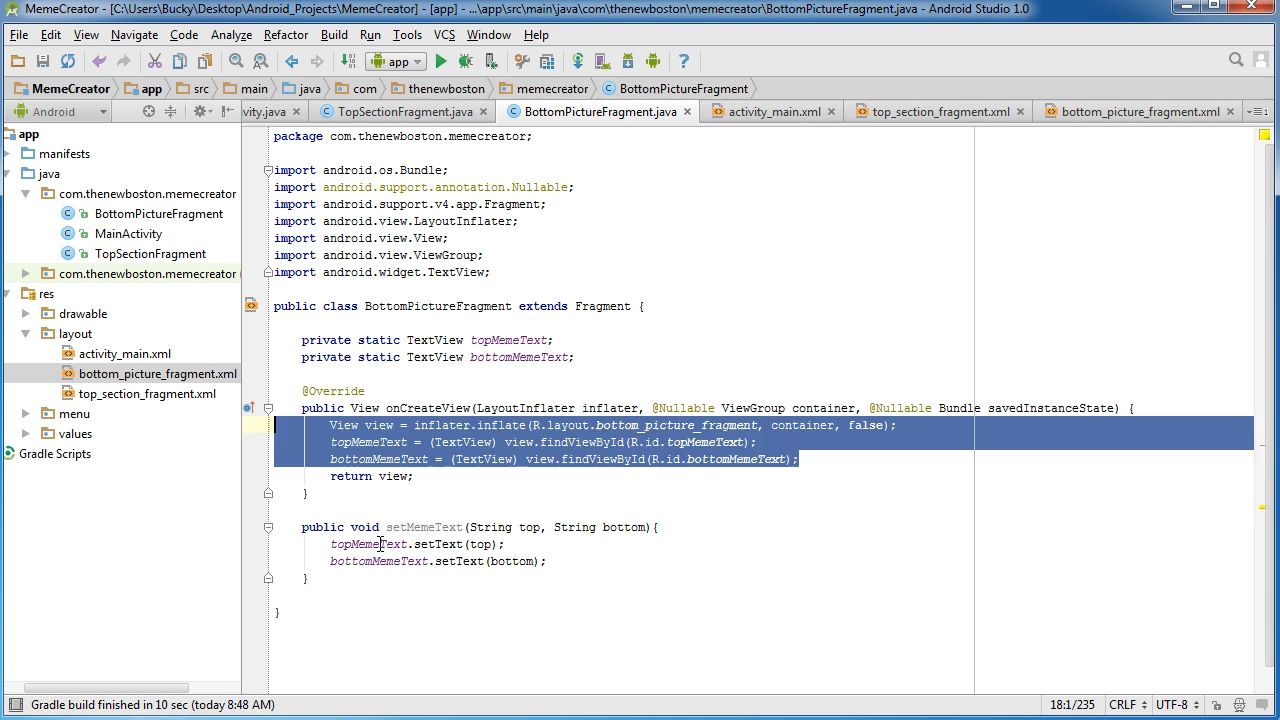 MemeCreator - [C:\Users\Bucky\Desktop\Android_Projects\MemeCreator] - [app] - ...\app\src\main\java\com\thenewboston\memecreator\BottomPictureFragment.java - Android Studio 1.0
File Edit View Navigate Code Analyze Refactor Build Run Tools VCS Window Help
app
MemeCreator app src main java com thenewboston memecreator BottomPictureFragment
Android
vity.java TopSectionFragment.java BottomPictureFragment.java activity_main.xml top_section_fragment.xml bottom_picture_fragment.xml
app
manifests
java
com.thenewboston.memecreator
BottomPictureFragment
MainActivity
TopSectionFragment
com.thenewboston.memecreator
res
drawable
layout
activity_main.xml
bottom_picture_fragment.xml
top_section_fragment.xml
menu
values
Gradle Scripts
package com.thenewboston.memecreator;
import android.os.Bundle;
import android.support.annotation.Nullable;
import android.support.v4.app.Fragment;
import android.view.LayoutInflater;
import android.view.View;
import android.view.ViewGroup;
import android.widget.TextView;
public class BottomPictureFragment extends Fragment {
private static TextView topMemeText;
private static TextView bottomMemeText;
@Override
public View onCreateView(LayoutInflater inflater, @Nullable ViewGroup container, @Nullable Bundle savedInstanceState) {
View view = inflater.inflate(R.layout.bottom_picture_fragment, container, false);
topMemeText = (TextView) view.findViewById(R.id.topMemeText);
bottomMemeText = (TextView) view.findViewById(R.id.bottomMemeText);
return view;
}
public void setMemeText(String top, String bottom){
topMemeText.setText(top);
bottomMemeText.setText(bottom);
}
}
Gradle build finished in 10 sec (today 8:48 AM) 18:1/235 CRLF UTF-8